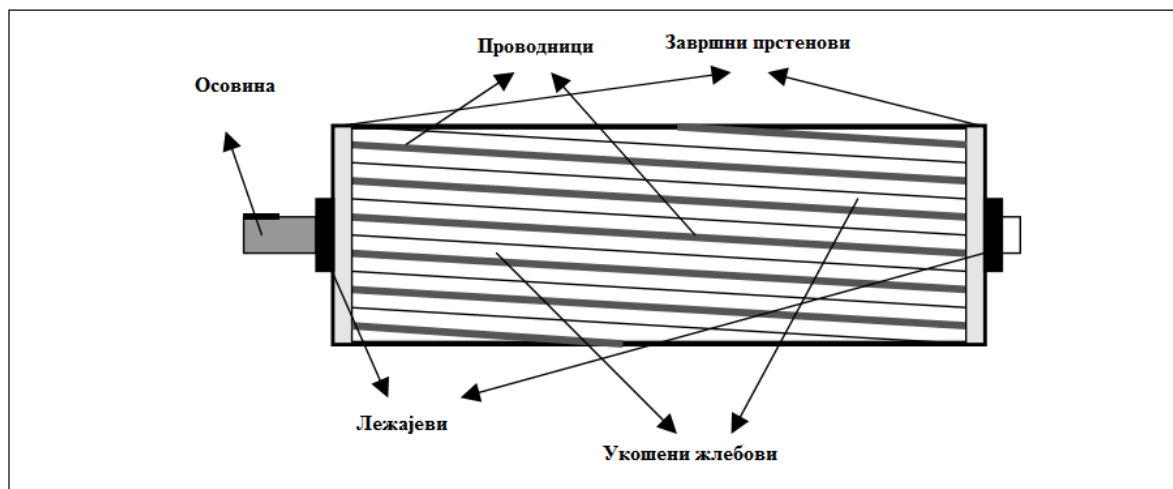 Проводници
Завршни прстенови
Осовина
Лежајеви
Укошени жлебови